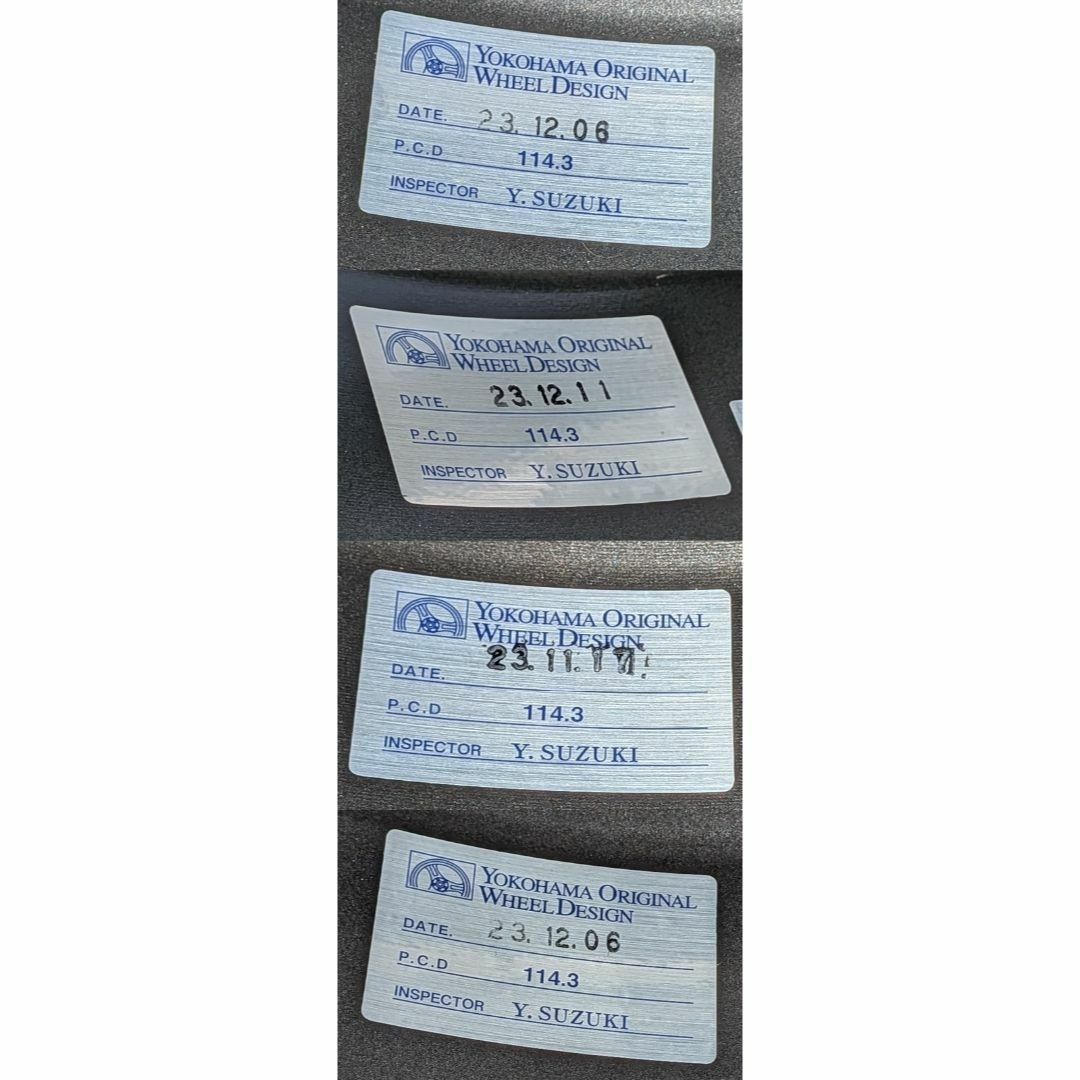 YOKOHAMA ORIGINAL
WHEEL DESIGN
DATE. 23.12.06
P.C.D 114.3
INSPECTOR Y. SUZUKI
YOKOHAMA ORIGINAL
WHEEL DESIGN
DATE. 23.12.11
P.C.D 114.3
INSPECTOR Y. SUZUKI
YOKOHAMA ORIGINAL
WHEEL DESIGN
DATE. 23.11.
P.C.D 114.3
INSPECTOR Y. SUZUKI
YOKOHAMA ORIGINAL
WHEEL DESIGN
DATE. 23.12.06
P.C.D 114.3
INSPECTOR Y. SUZUKI